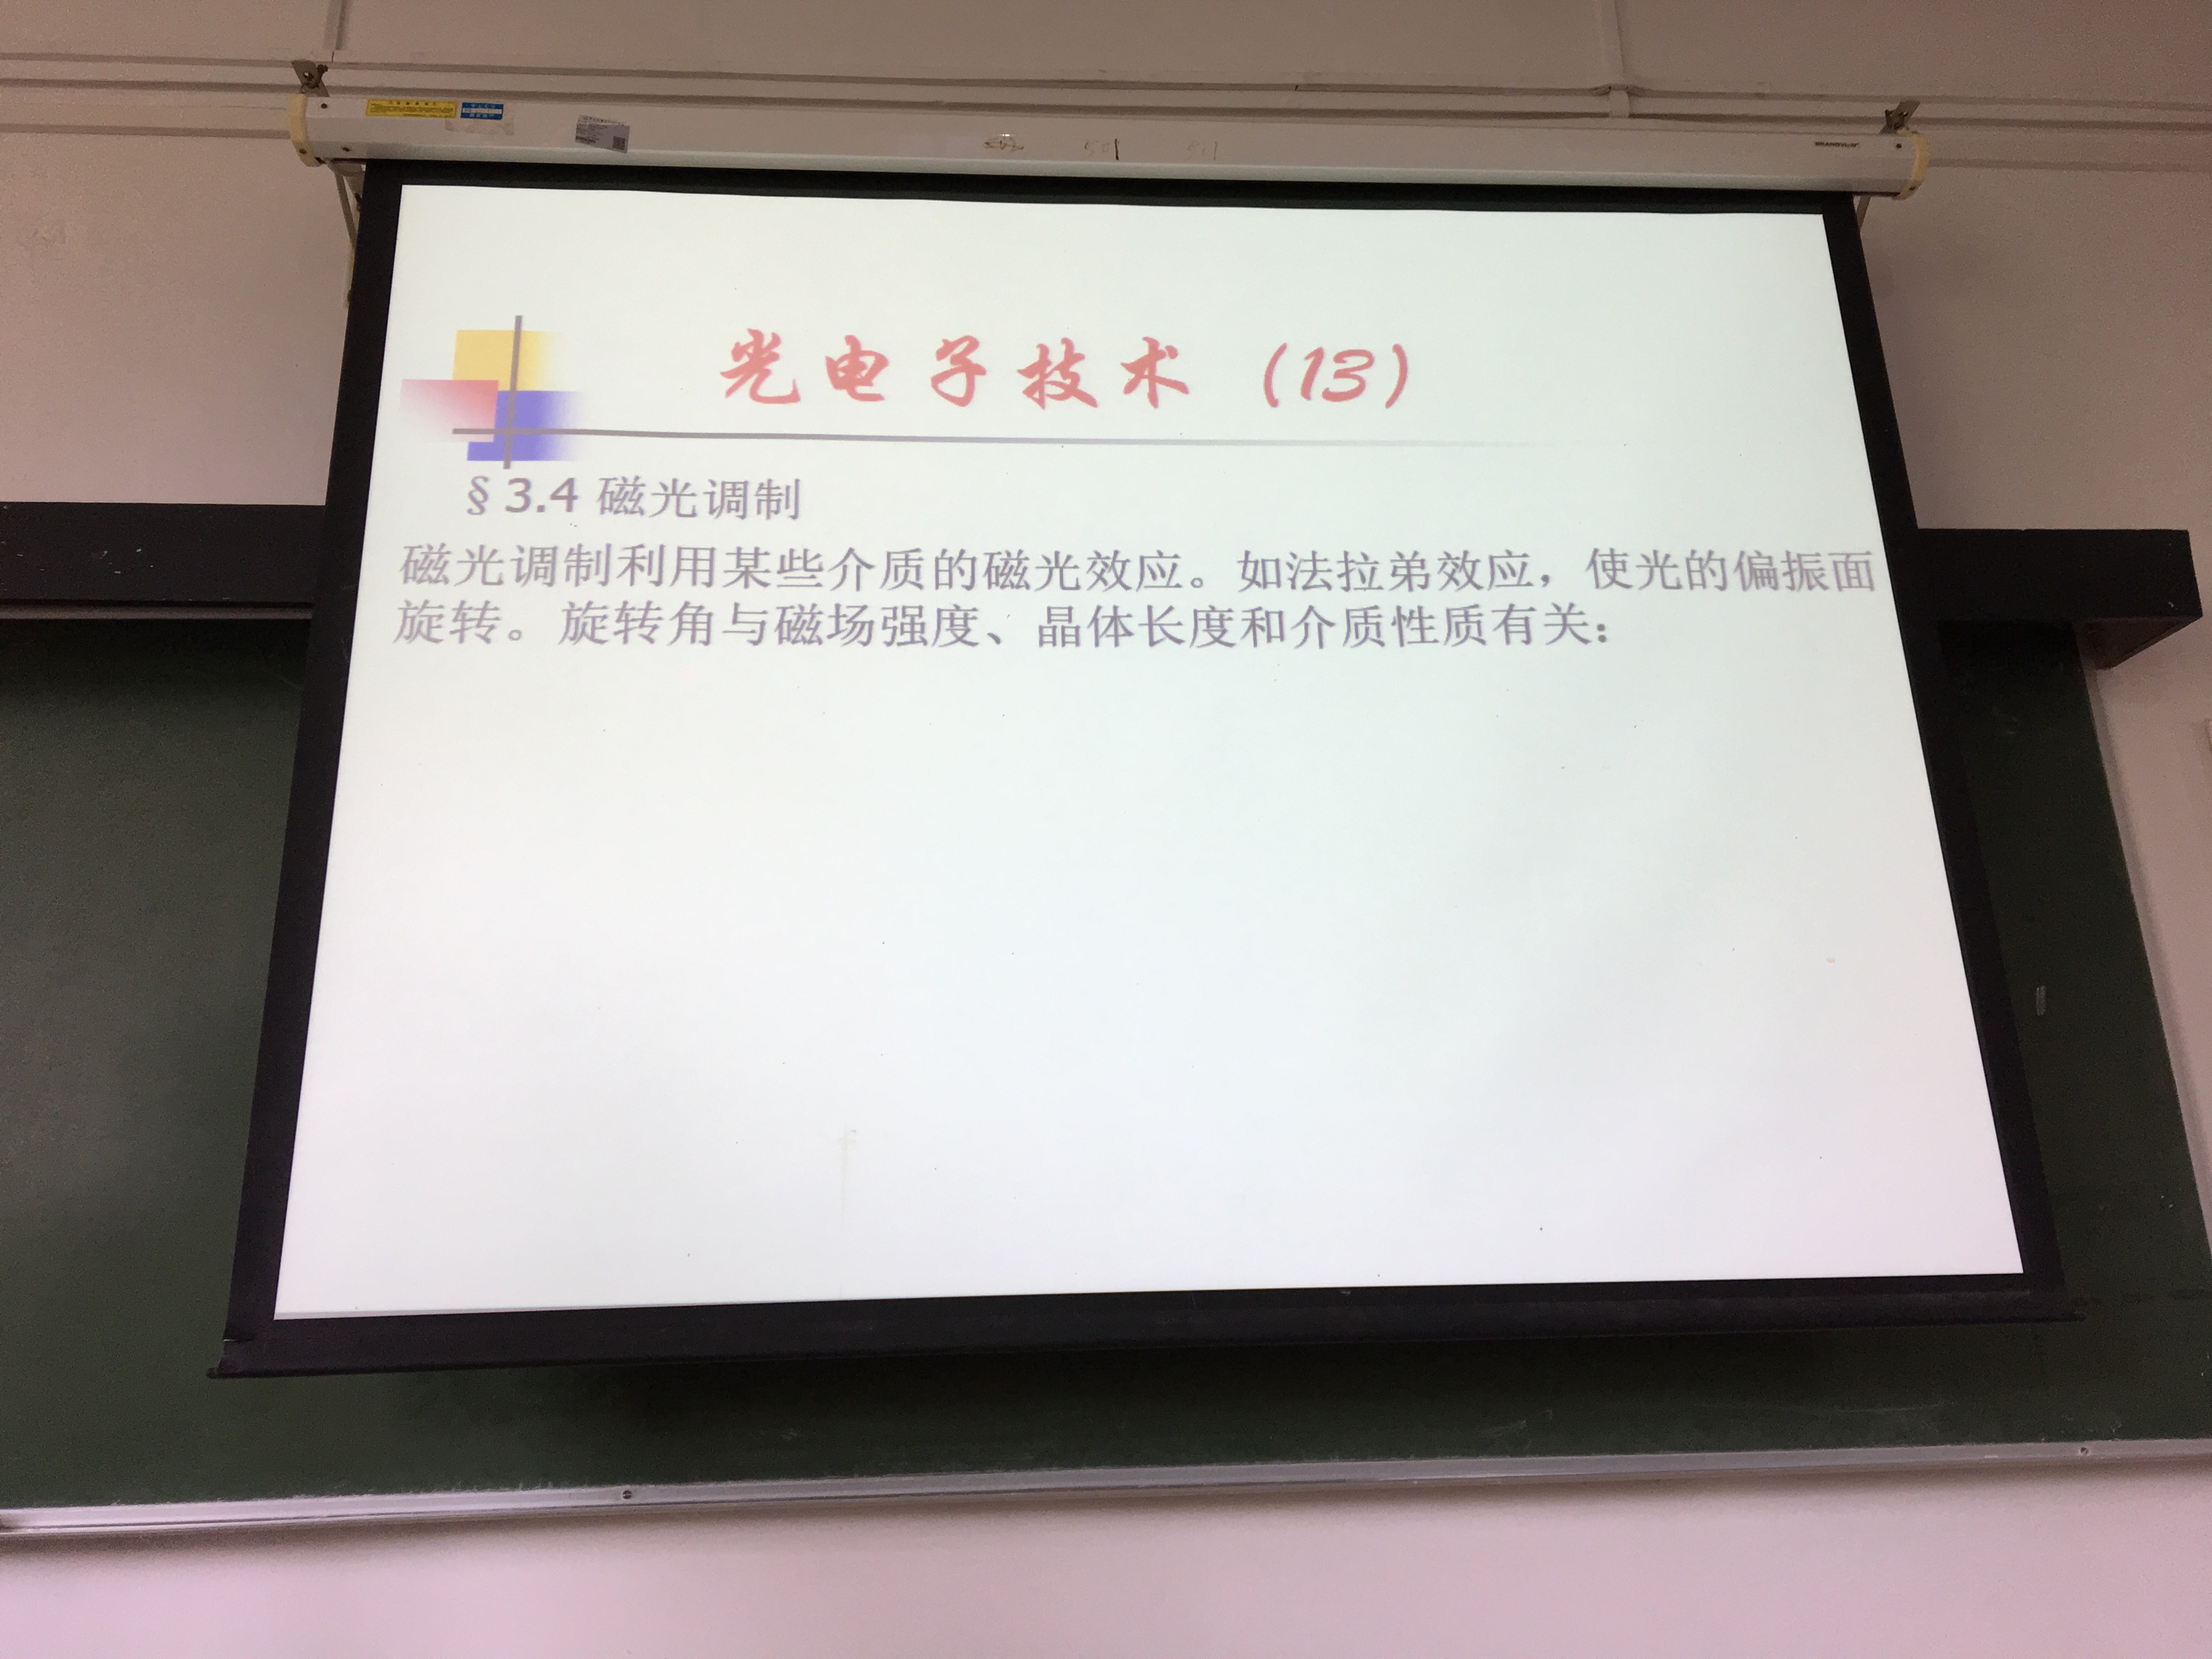 光电子技术（13）
§3.4 磁光调制
磁光调制利用某些介质的磁光效应。如法拉弟效应，使光的偏振面
旋转。旋转角与磁场强度、晶体长度和介质性质有关：